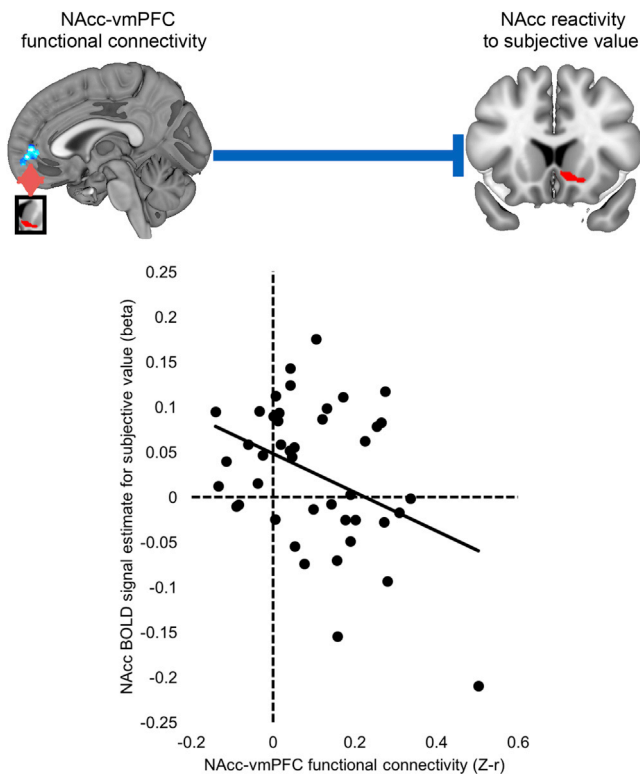 NAcc-vmPFC
functional connectivity
NAcc reactivity
to subjective value
NAcc BOLD signal estimate for subjective value (beta)
0.25
0.2
0.15
0.1
0.05
0
-0.05
-0.1
-0.15
-0.2
-0.25
-0.2
0
0.2
0.4
0.6
NAcc-vmPFC functional connectivity (Z-r)